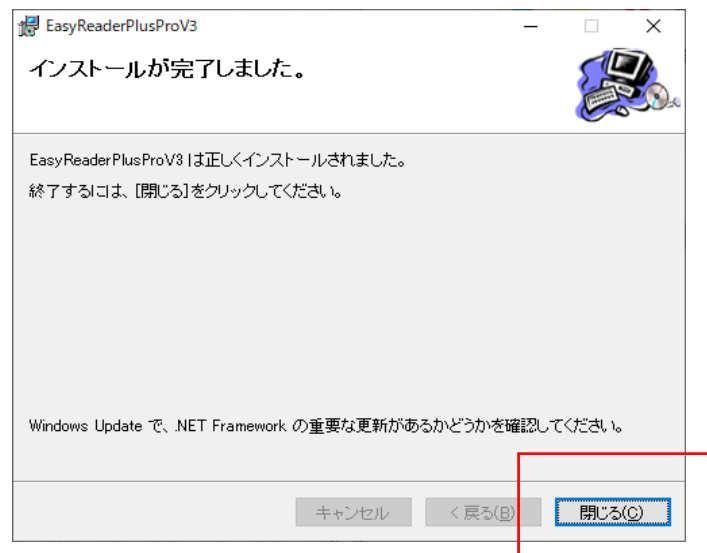 EasyReaderPlusProV3
インストールが完了しました。
EasyReaderPlusProV3 は正しくインストールされました。
終了するには、[閉じる]をクリックしてください。
Windows Update で、.NET Framework の重要な更新があるかどうかを確認してください。
キャンセル
< 戻る(B)
閉じる(C)